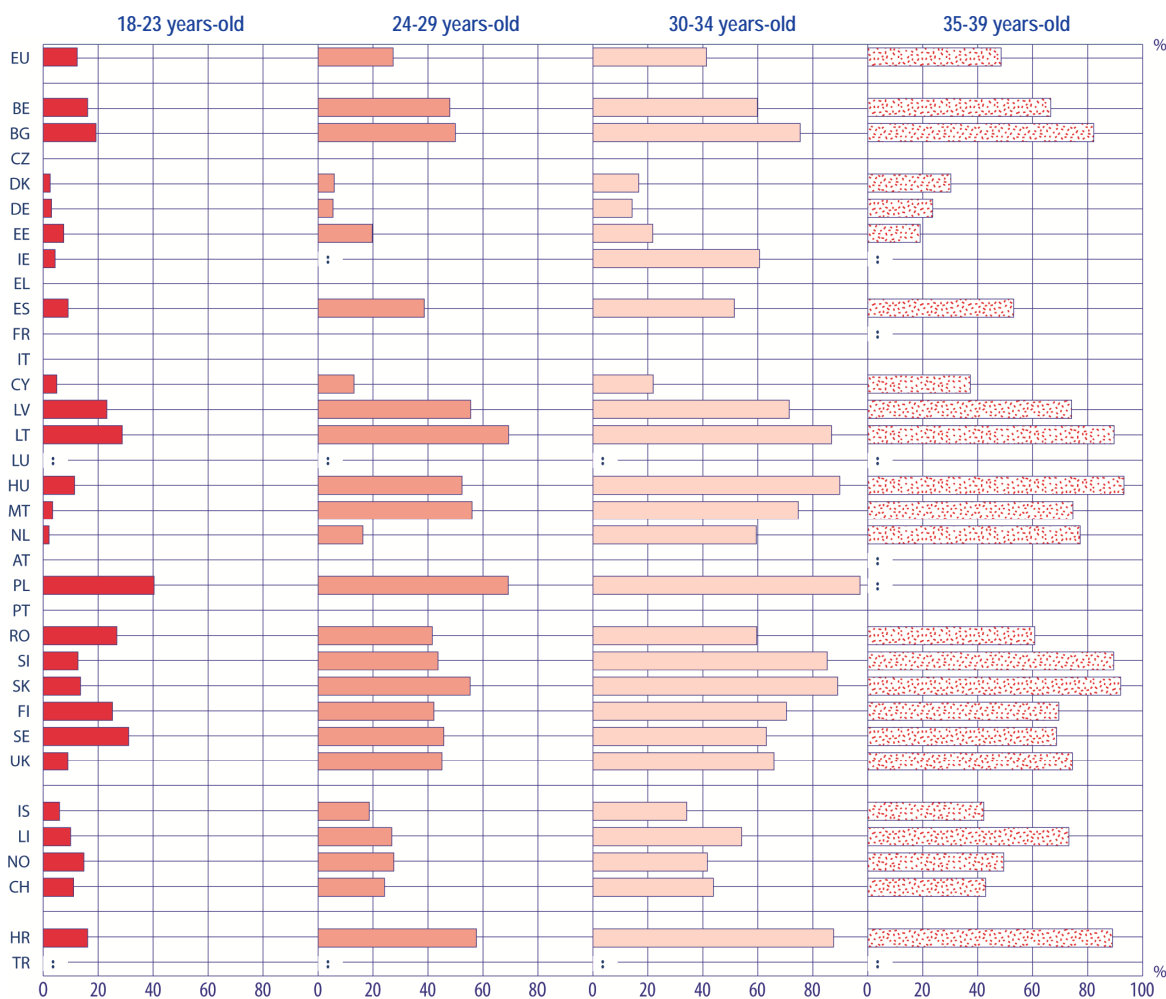 18-23 years-old 24-29 years-old 30-34 years-old 35-39 years-old
EU %
BE
BG
CZ
DK
DE
EE
IE : :
EL
ES
FR :
IT
CY
LV
LT
LU : : : :
HU
MT
NL
AT :
PL :
PT
RO
SI
SK
FI
SE
UK
IS
LI
NO
CH
HR
TR : : : : %
0 20 40 60 80 0 20 40 60 80 0 20 40 60 80 0 20 40 60 80 100